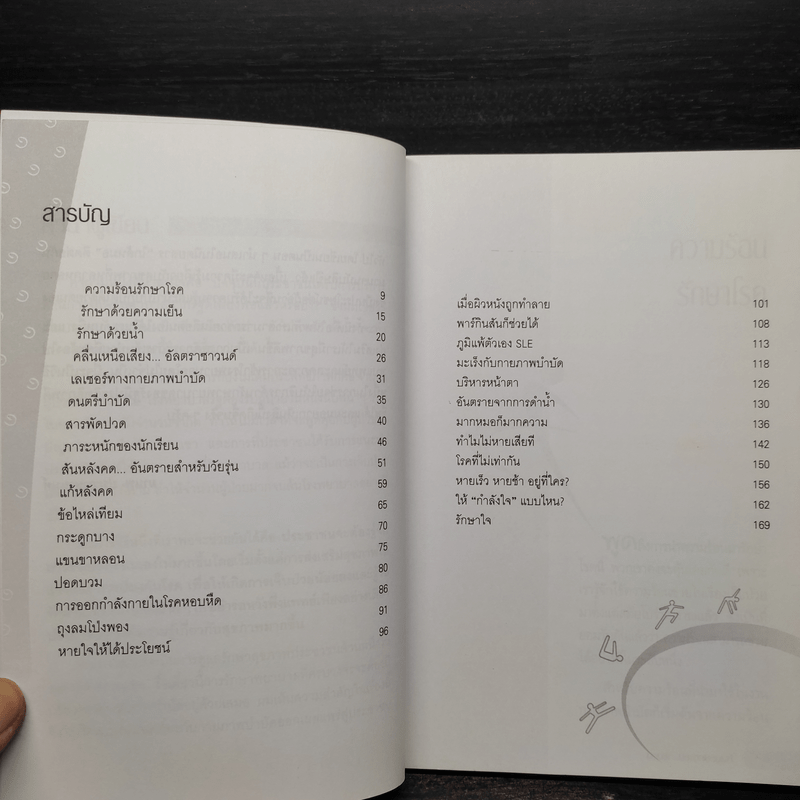 สารบัญ
ความร้อนรักษาโรค 9
รักษาด้วยความเย็น 15
รักษาด้วยน้ำ 20
คลื่นเหนือเสียง... อัลตราซาวนด์ 26
เลเซอร์ทางกายภาพบำบัด 31
ดนตรีบำบัด 35
สารพัดปวด 40
ภาระหนักของนักเรียน 46
สันหลังคด... อันตรายสำหรับวัยรุ่น 51
แก้หลังคด 59
ข้อไหล่เทียม 65
กระดูกบาง 70
แขนขาหลอน 75
ปอดบวม 80
การออกกำลังกายในโรคหอบหืด 86
ถุงลมโป่งพอง 91
หายใจให้ได้ประโยชน์ 96
เมื่อผิวหนังถูกทำลาย 101
พาร์กินสันก็ช่วยได้ 108
ภูมิแพ้ตัวเอง SLE 113
มะเร็งกับกายภาพบำบัด 118
บริหารหน้าตา 126
อันตรายจากการดำน้ำ 130
มากหมอก็มากความ 136
ทำไมไม่หายเสียที 142
โรคที่ไม่เท่ากัน 150
หายเร็ว หายช้า อยู่ที่ใคร? 156
ให้ “กำลังใจ” แบบไหน? 162
รักษาใจ 169